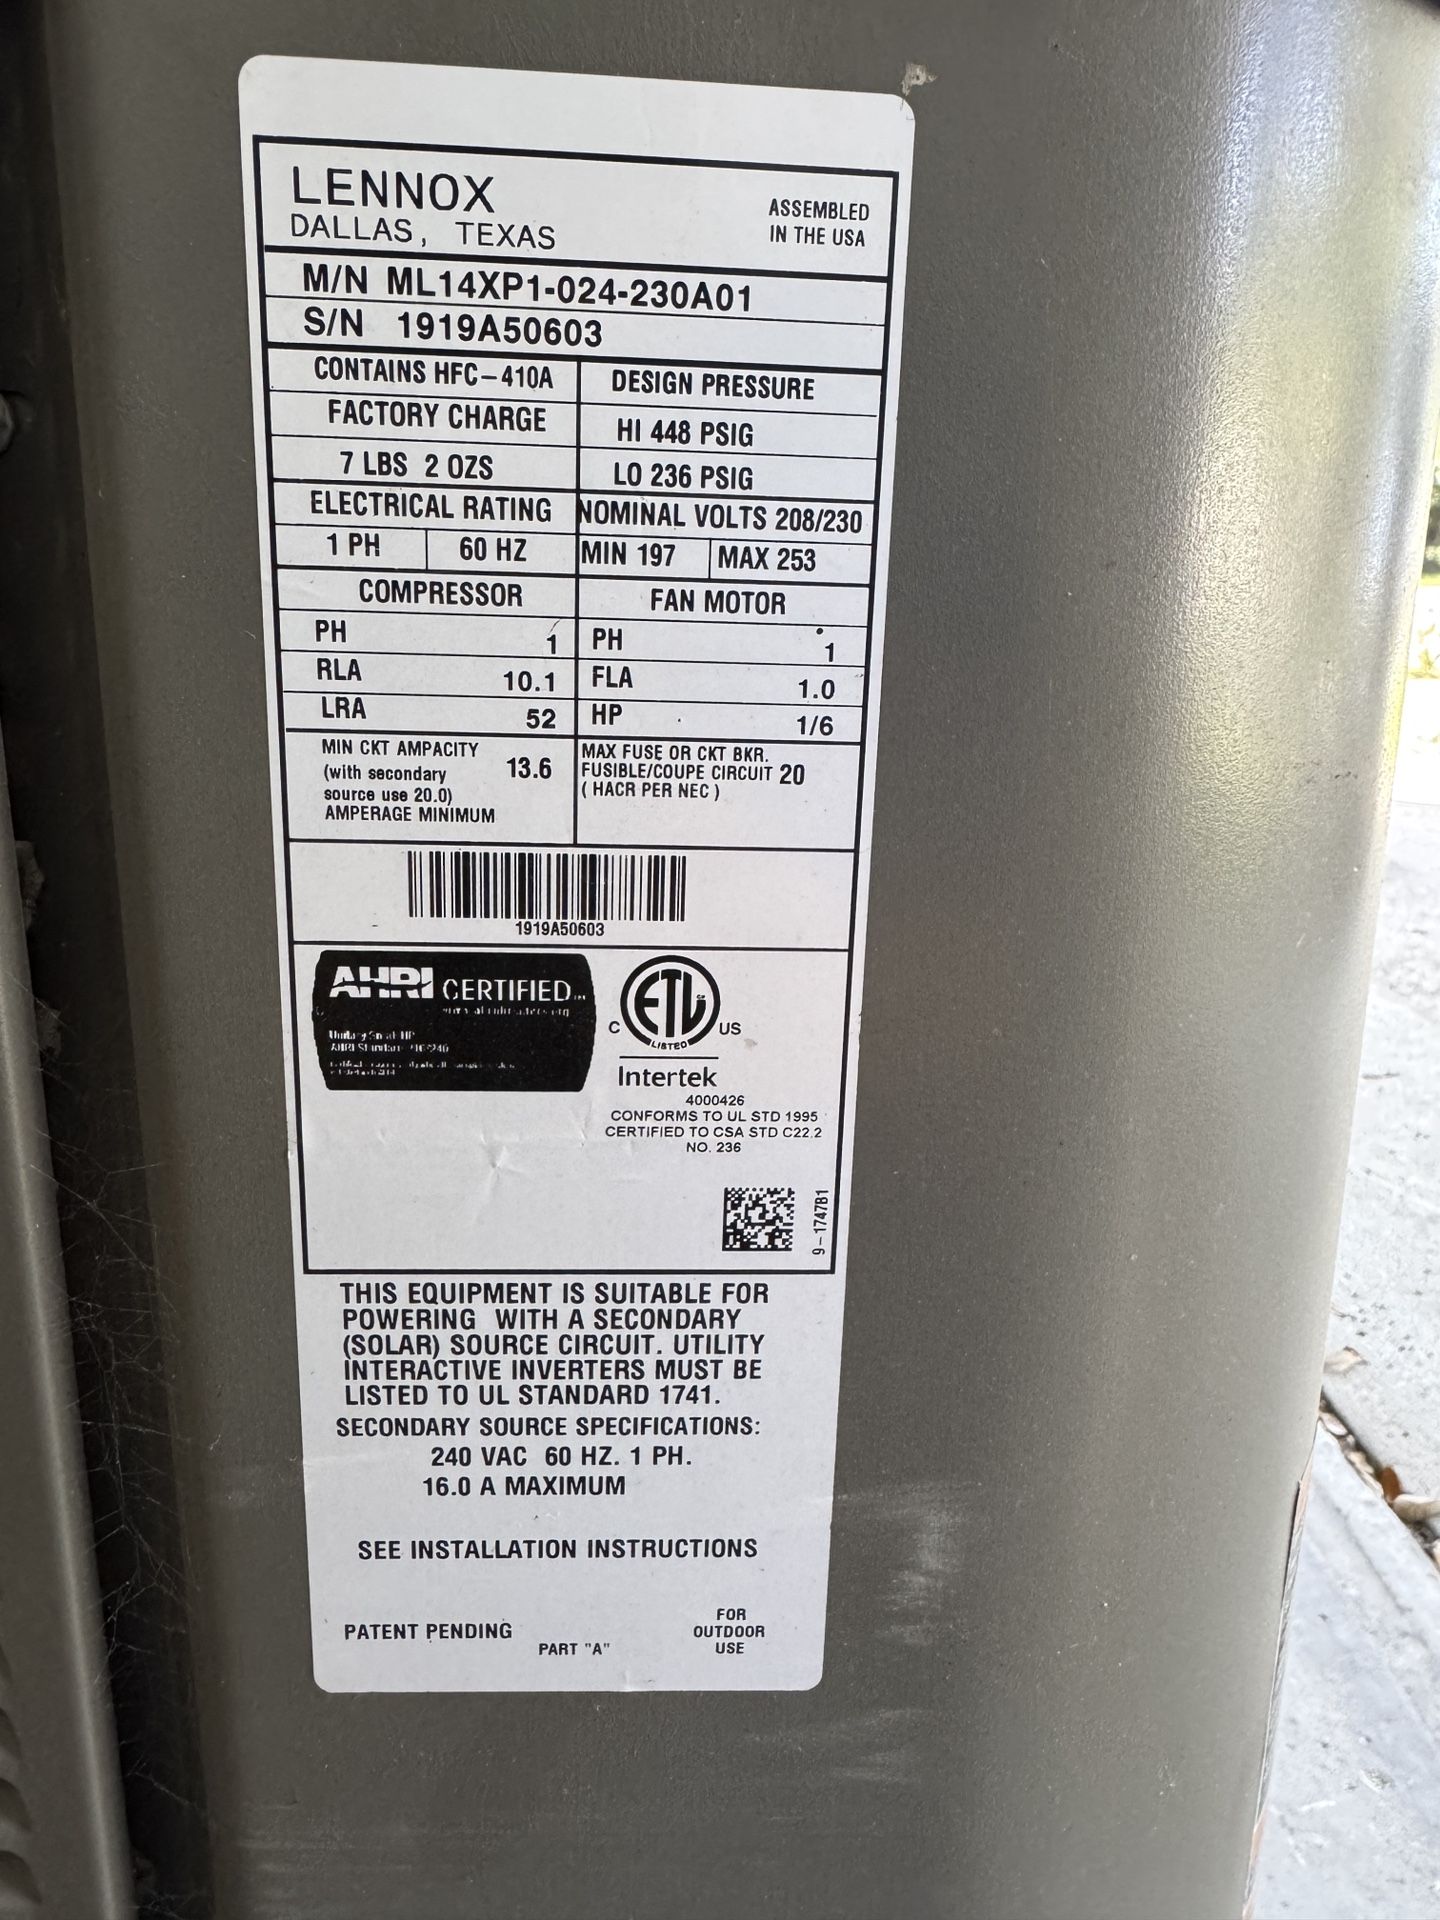 LENNOX
DALLAS, TEXAS
ASSEMBLED
IN THE USA
M/N ML14XP1-024-230A01
S/N 1919A50603
CONTAINS HFC-410A
DESIGN PRESSURE
FACTORY CHARGE
HI 448 PSIG
7 LBS 2 OZS
LO 236 PSIG
ELECTRICAL RATING
NOMINAL VOLTS 208/230
1 PH 60 HZ
MIN 197 MAX 253
COMPRESSOR
FAN MOTOR
PH 1
PH 1
RLA 10.1
FLA 1.0
LRA 52
HP 1/6
MIN CKT AMPACITY
(with secondary 13.6
source use 20.0)
AMPERAGE MINIMUM
MAX FUSE OR CKT BKR.
FUSIBLE/COUPE CIRCUIT 20
( HACR PER NEC )
1919A50603
AHRI CERTIFIED
C ETL US
LISTED
Intertek
4000426
CONFORMS TO UL STD 1995
CERTIFIED TO CSA STD C22.2
NO. 236
9-1747B1
THIS EQUIPMENT IS SUITABLE FOR
POWERING WITH A SECONDARY
(SOLAR) SOURCE CIRCUIT. UTILITY
INTERACTIVE INVERTERS MUST BE
LISTED TO UL STANDARD 1741.
SECONDARY SOURCE SPECIFICATIONS:
240 VAC 60 HZ. 1 PH.
16.0 A MAXIMUM
SEE INSTALLATION INSTRUCTIONS
PATENT PENDING
PART "A"
FOR
OUTDOOR
USE